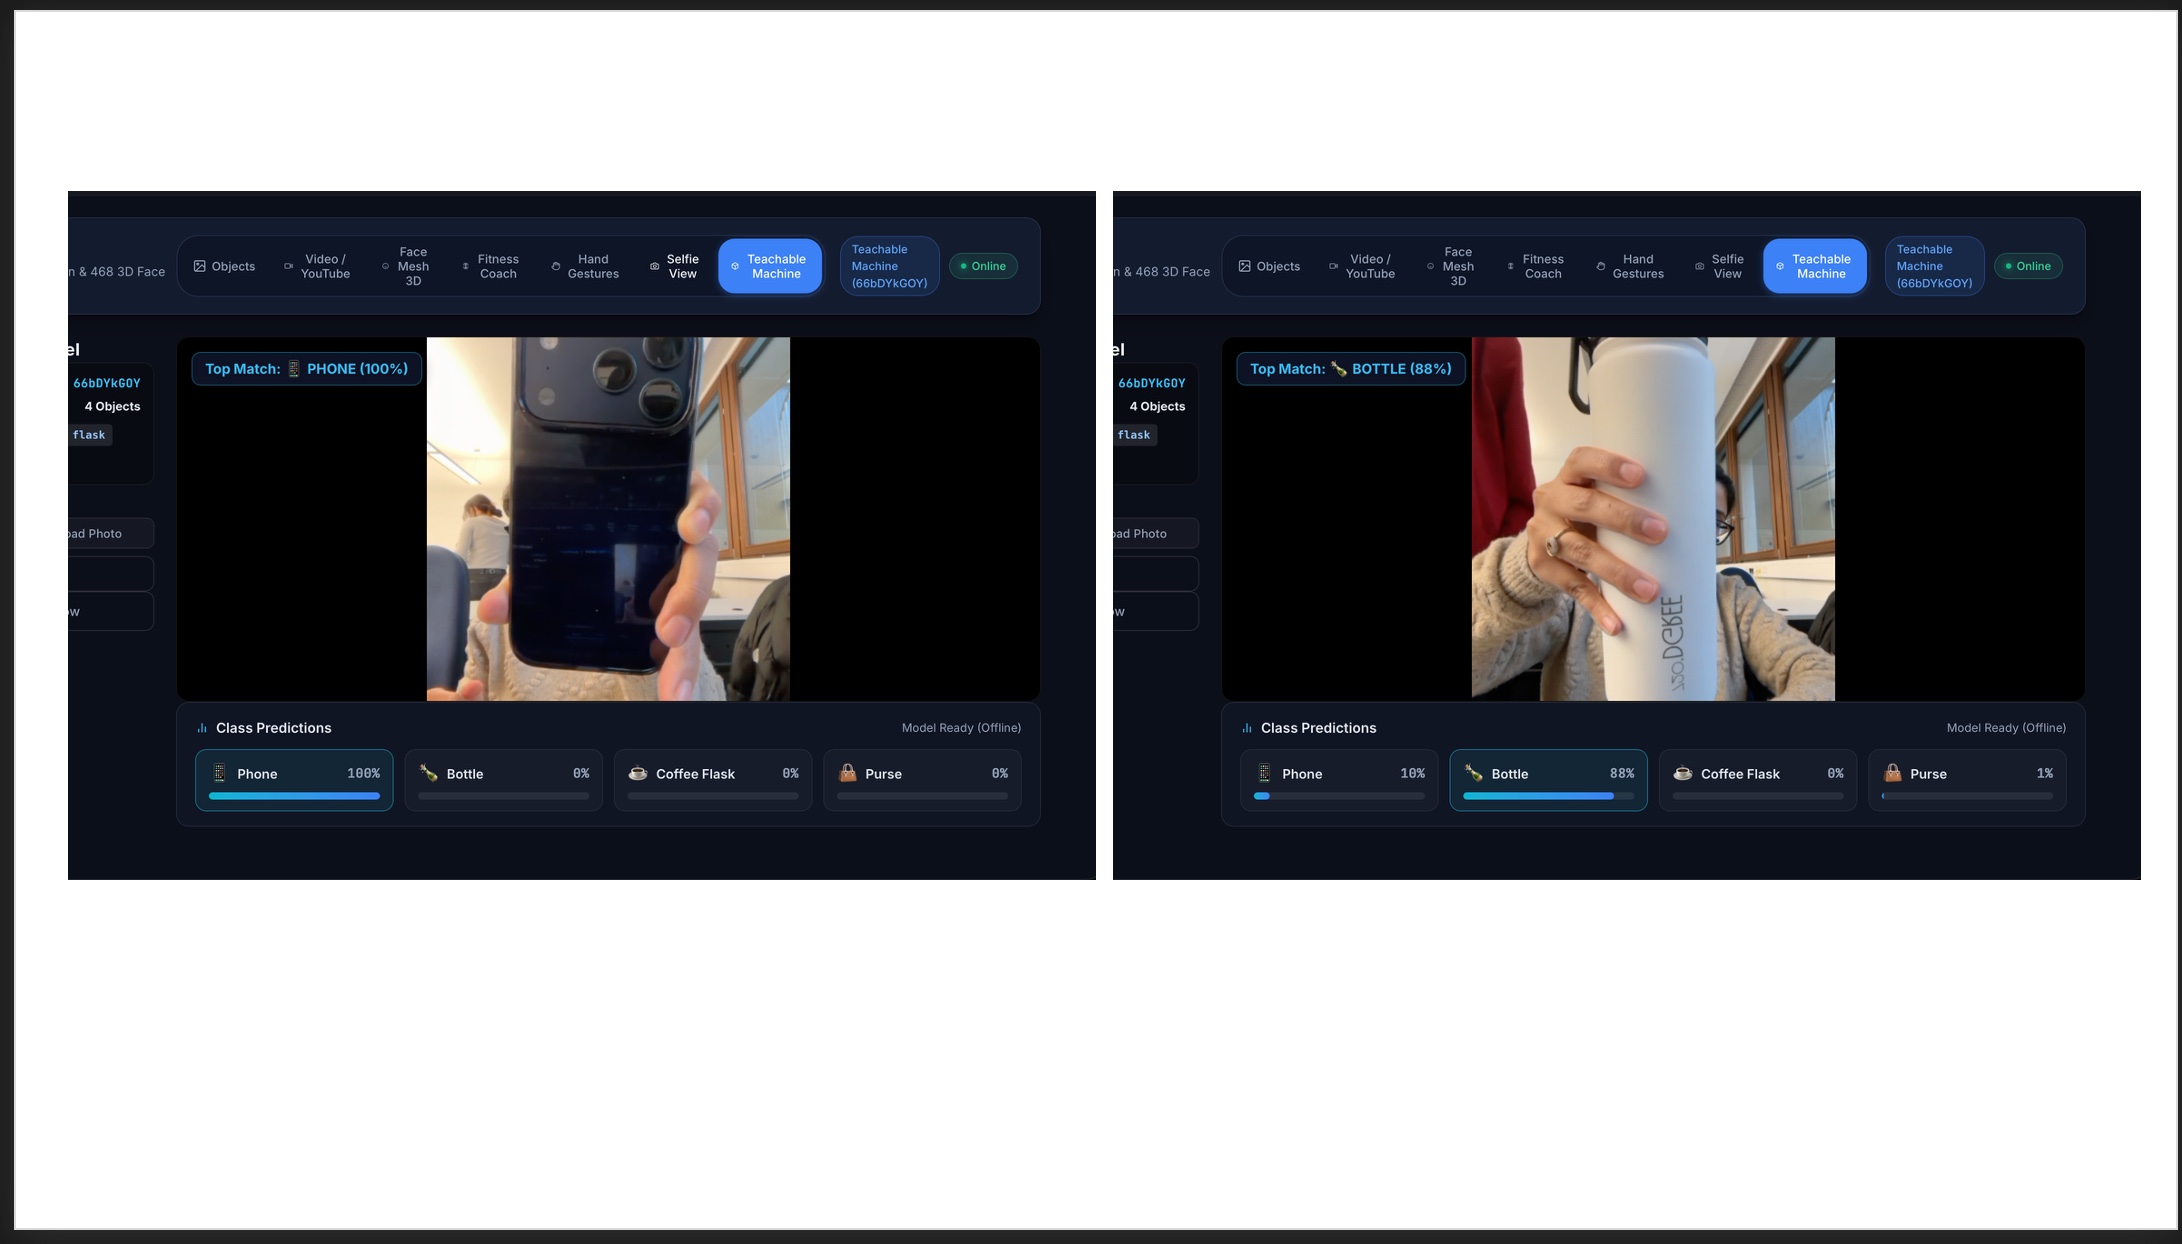 n & 468 3D Face
Objects
Video /
YouTube
Face
Mesh
3D
Fitness
Coach
Hand
Gestures
Selfie
View
Teachable
Machine
Teachable
Machine
(66bDYkGOY)
Online
el
66bDYkGOY
4 Objects
flask
oad Photo
ow
Top Match: PHONE (100%)
Class Predictions
Model Ready (Offline)
Phone 100%
Bottle 0%
Coffee Flask 0%
Purse 0%
n & 468 3D Face
Objects
Video /
YouTube
Face
Mesh
3D
Fitness
Coach
Hand
Gestures
Selfie
View
Teachable
Machine
Teachable
Machine
(66bDYkGOY)
Online
el
66bDYkGOY
4 Objects
flask
oad Photo
ow
Top Match: BOTTLE (88%)
Class Predictions
Model Ready (Offline)
Phone 10%
Bottle 88%
Coffee Flask 0%
Purse 1%